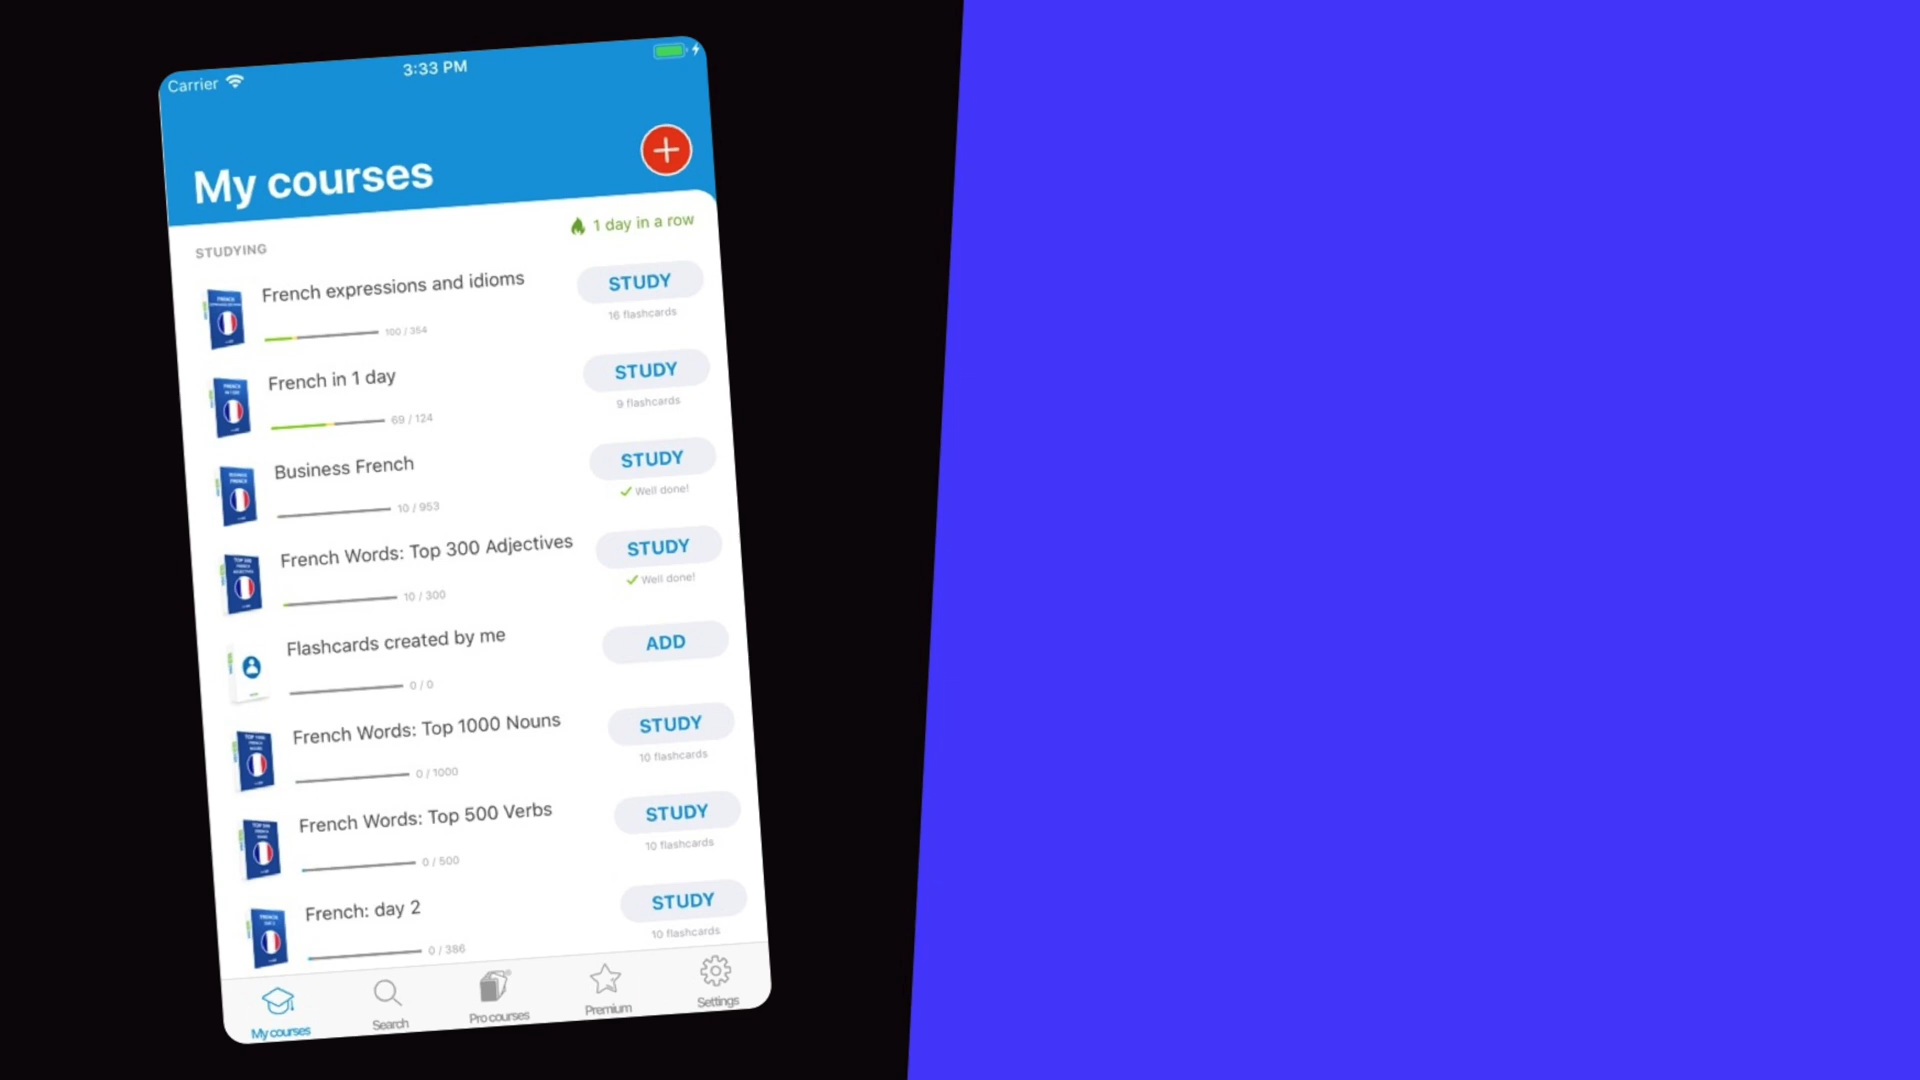 Carrier
3:33 PM
My courses
STUDYING
1 day in a row
French expressions and idioms
STUDY
100 / 354
16 flashcards
French in 1 day
STUDY
69 / 124
9 flashcards
Business French
STUDY
10 / 953
Well done!
French Words: Top 300 Adjectives
STUDY
10 / 300
Well done!
Flashcards created by me
ADD
0 / 0
French Words: Top 1000 Nouns
STUDY
0 / 1000
10 flashcards
French Words: Top 500 Verbs
STUDY
0 / 500
10 flashcards
French: day 2
STUDY
0 / 386
10 flashcards
My courses
Search
Pro courses
Premium
Settings